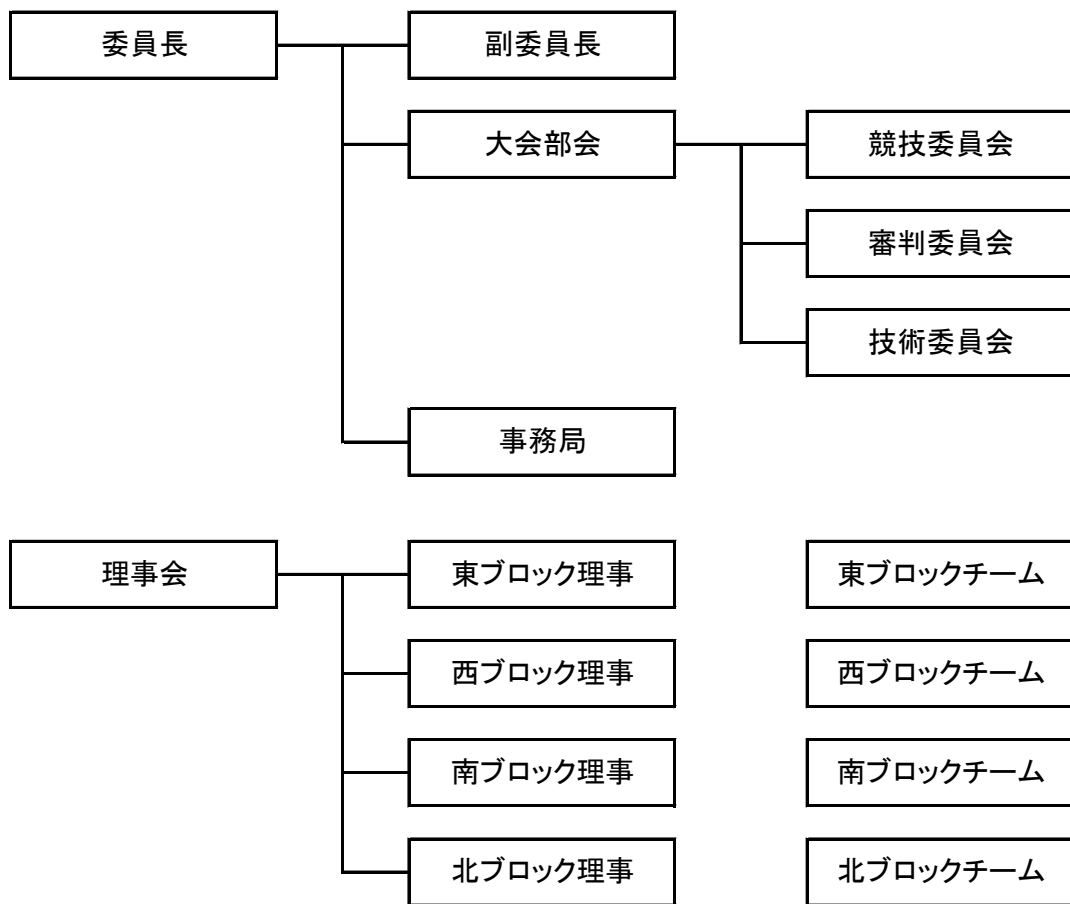 委員長
副委員長
大会部会
競技委員会
審判委員会
技術委員会
事務局
理事会
東ブロック理事
東ブロックチーム
西ブロック理事
西ブロックチーム
南ブロック理事
南ブロックチーム
北ブロック理事
北ブロックチーム